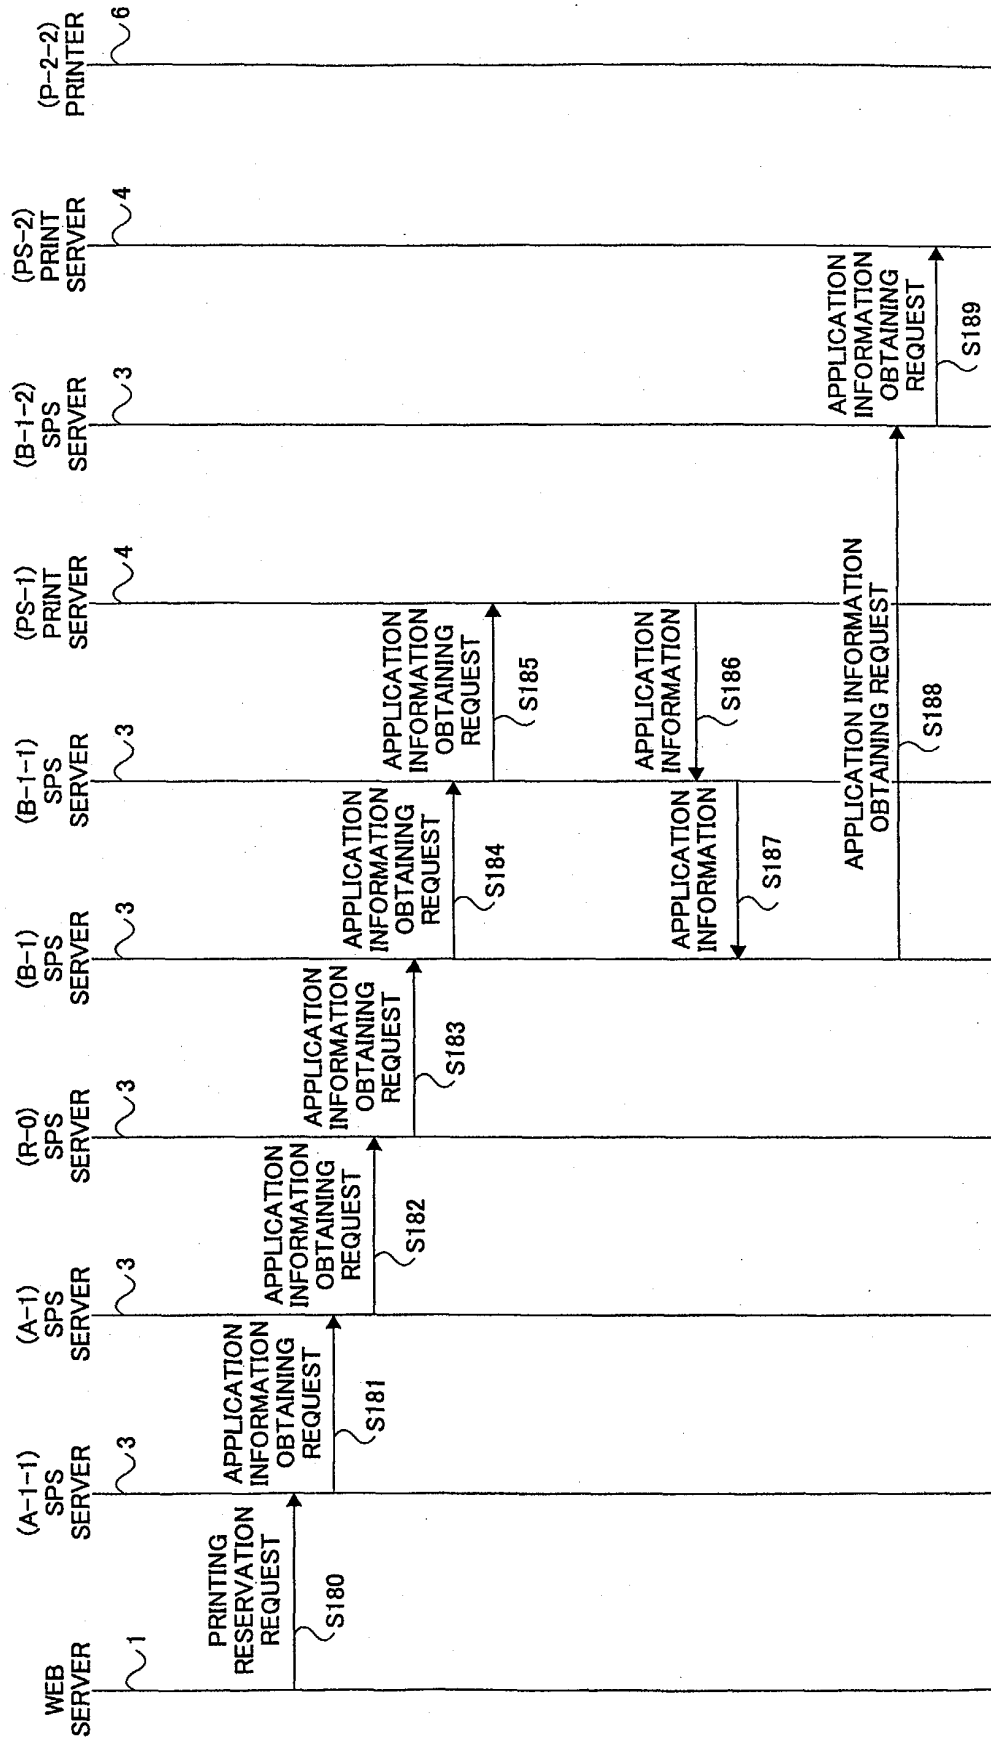 WEB
SERVER
1
(A-1-1)
SPS
SERVER
3
(A-1)
SPS
SERVER
3
(R-0)
SPS
SERVER
3
(B-1)
SPS
SERVER
3
(B-1-1)
SPS
SERVER
3
(PS-1)
PRINT
SERVER
4
(B-1-2)
SPS
SERVER
3
(PS-2)
PRINT
SERVER
4
(P-2-2)
PRINTER
6
PRINTING
RESERVATION
REQUEST
S180
APPLICATION
INFORMATION
OBTAINING
REQUEST
S181
APPLICATION
INFORMATION
OBTAINING
REQUEST
S182
APPLICATION
INFORMATION
OBTAINING
REQUEST
S183
APPLICATION
INFORMATION
OBTAINING
REQUEST
S184
APPLICATION
INFORMATION
OBTAINING
REQUEST
S185
APPLICATION
INFORMATION
S186
APPLICATION
INFORMATION
S187
APPLICATION INFORMATION
OBTAINING REQUEST
S188
APPLICATION
INFORMATION
OBTAINING
REQUEST
S189